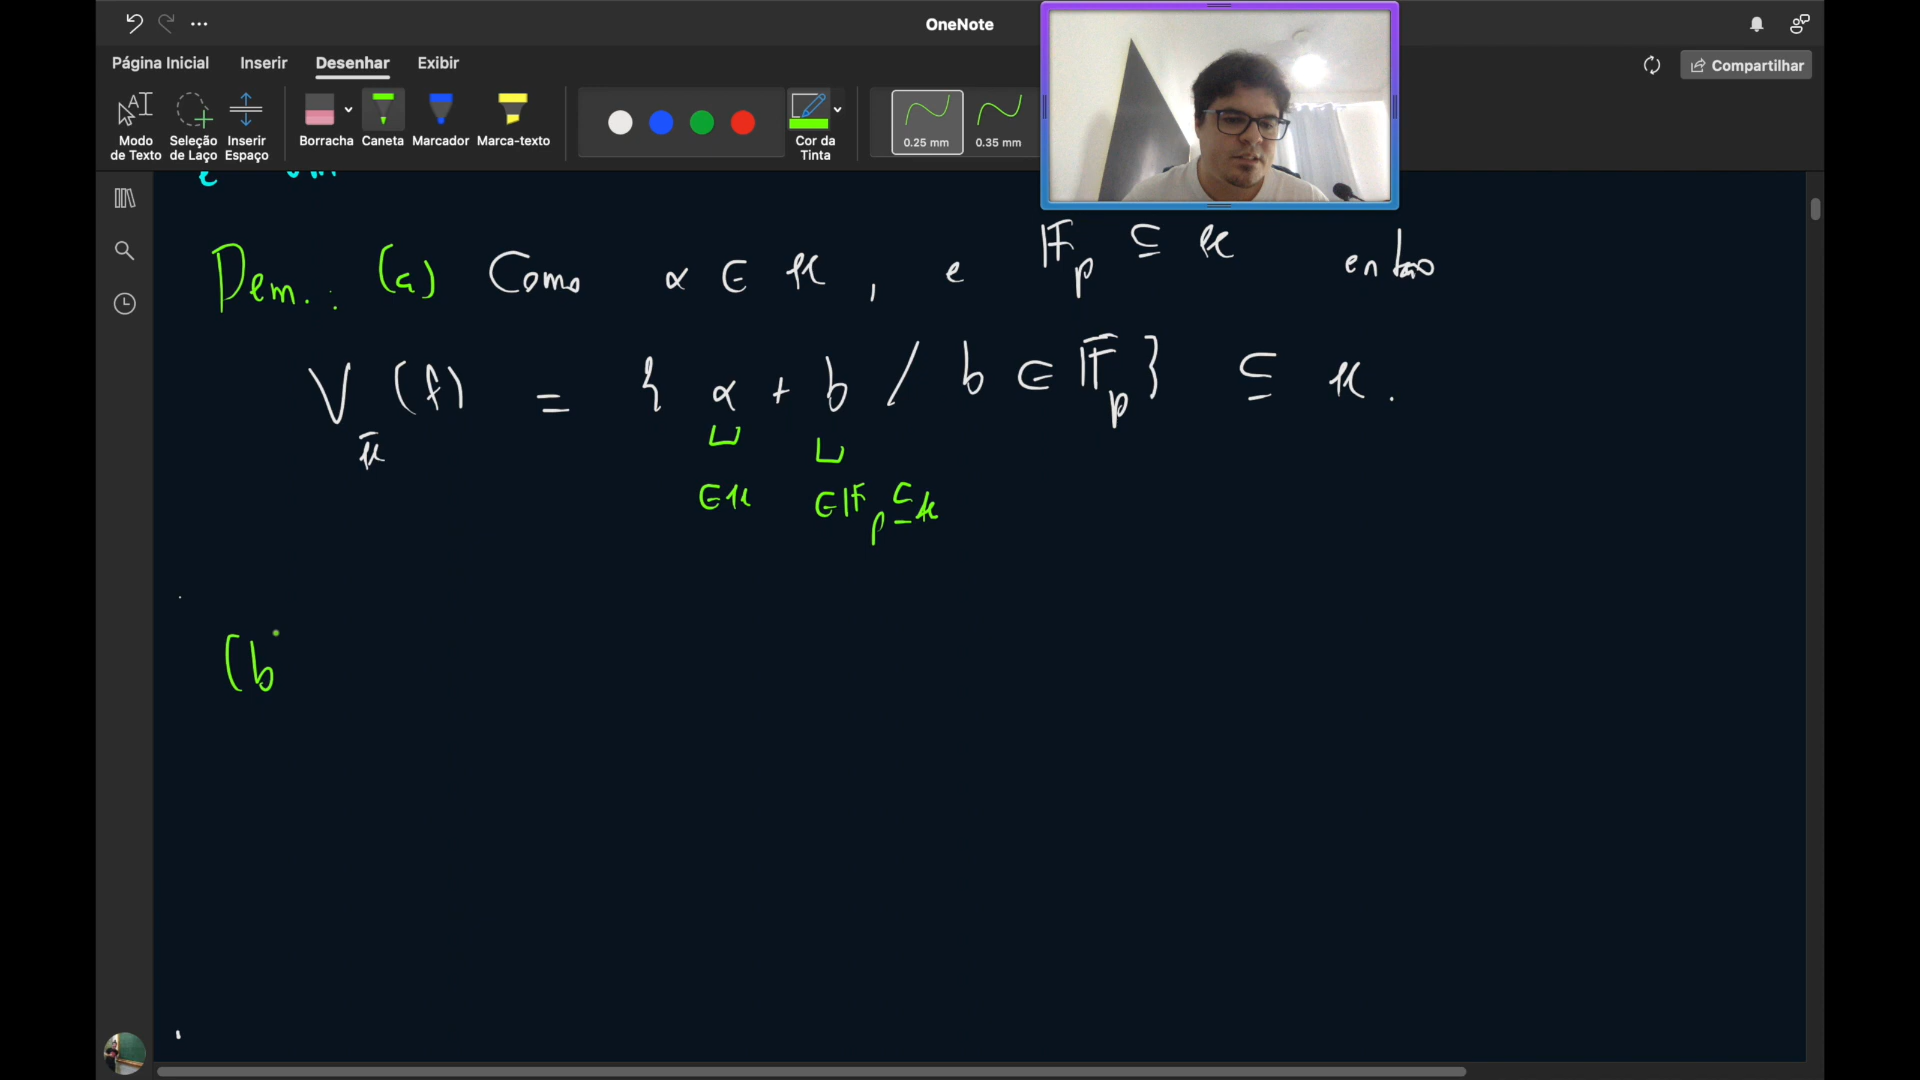 OneNote
Página Inicial Inserir Desenhar Exibir
Compartilhar
Modo de Texto
Seleção de Laço
Inserir Espaço
Borracha
Caneta
Marcador
Marca-texto
Cor da Tinta
0.25 mm
0.35 mm
Dem.: (a) Como α ∈ K, e 𝔽_p ⊆ K então
V_K̄(f) = { α + b / b ∈ 𝔽_p } ⊆ K.
∈ K ∈ 𝔽_p ⊆ K
(b